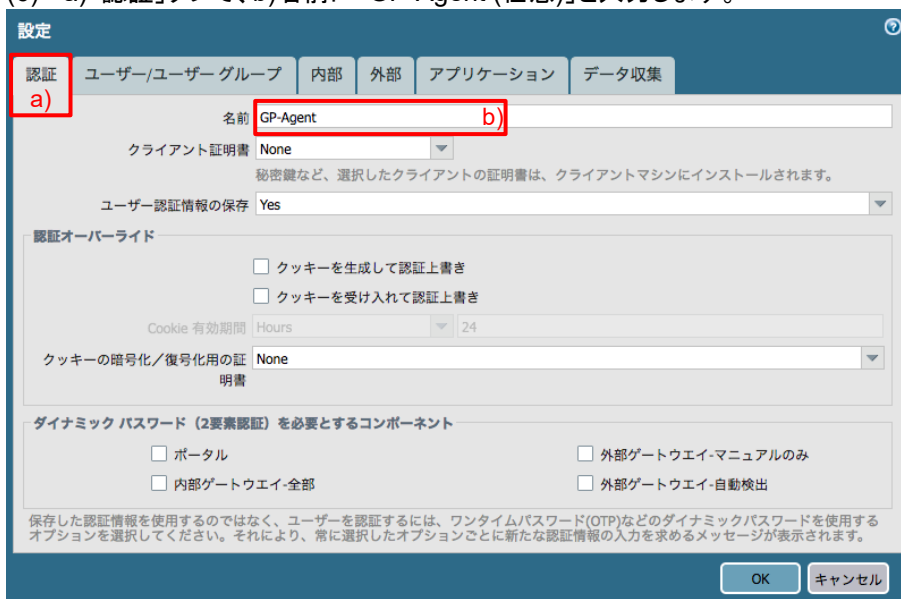 設定
認証 ユーザー/ユーザー グループ 内部 外部 アプリケーション データ収集
a)
名前 GP-Agent b)
クライアント証明書 None
秘密鍵など、選択したクライアントの証明書は、クライアントマシンにインストールされます。
ユーザー認証情報の保存 Yes
認証オーバーライド
クッキーを生成して認証上書き
クッキーを受け入れて認証上書き
Cookie 有効期間 Hours 24
クッキーの暗号化／復号化用の証 None
明書
ダイナミック パスワード（2要素認証）を必要とするコンポーネント
ポータル 外部ゲートウエイ-マニュアルのみ
内部ゲートウエイ-全部 外部ゲートウエイ-自動検出
保存した認証情報を使用するのではなく、ユーザーを認証するには、ワンタイムパスワード(OTP)などのダイナミックパスワードを使用する
オプションを選択してください。それにより、常に選択したオプションごとに新たな認証情報の入力を求めるメッセージが表示されます。
OK キャンセル